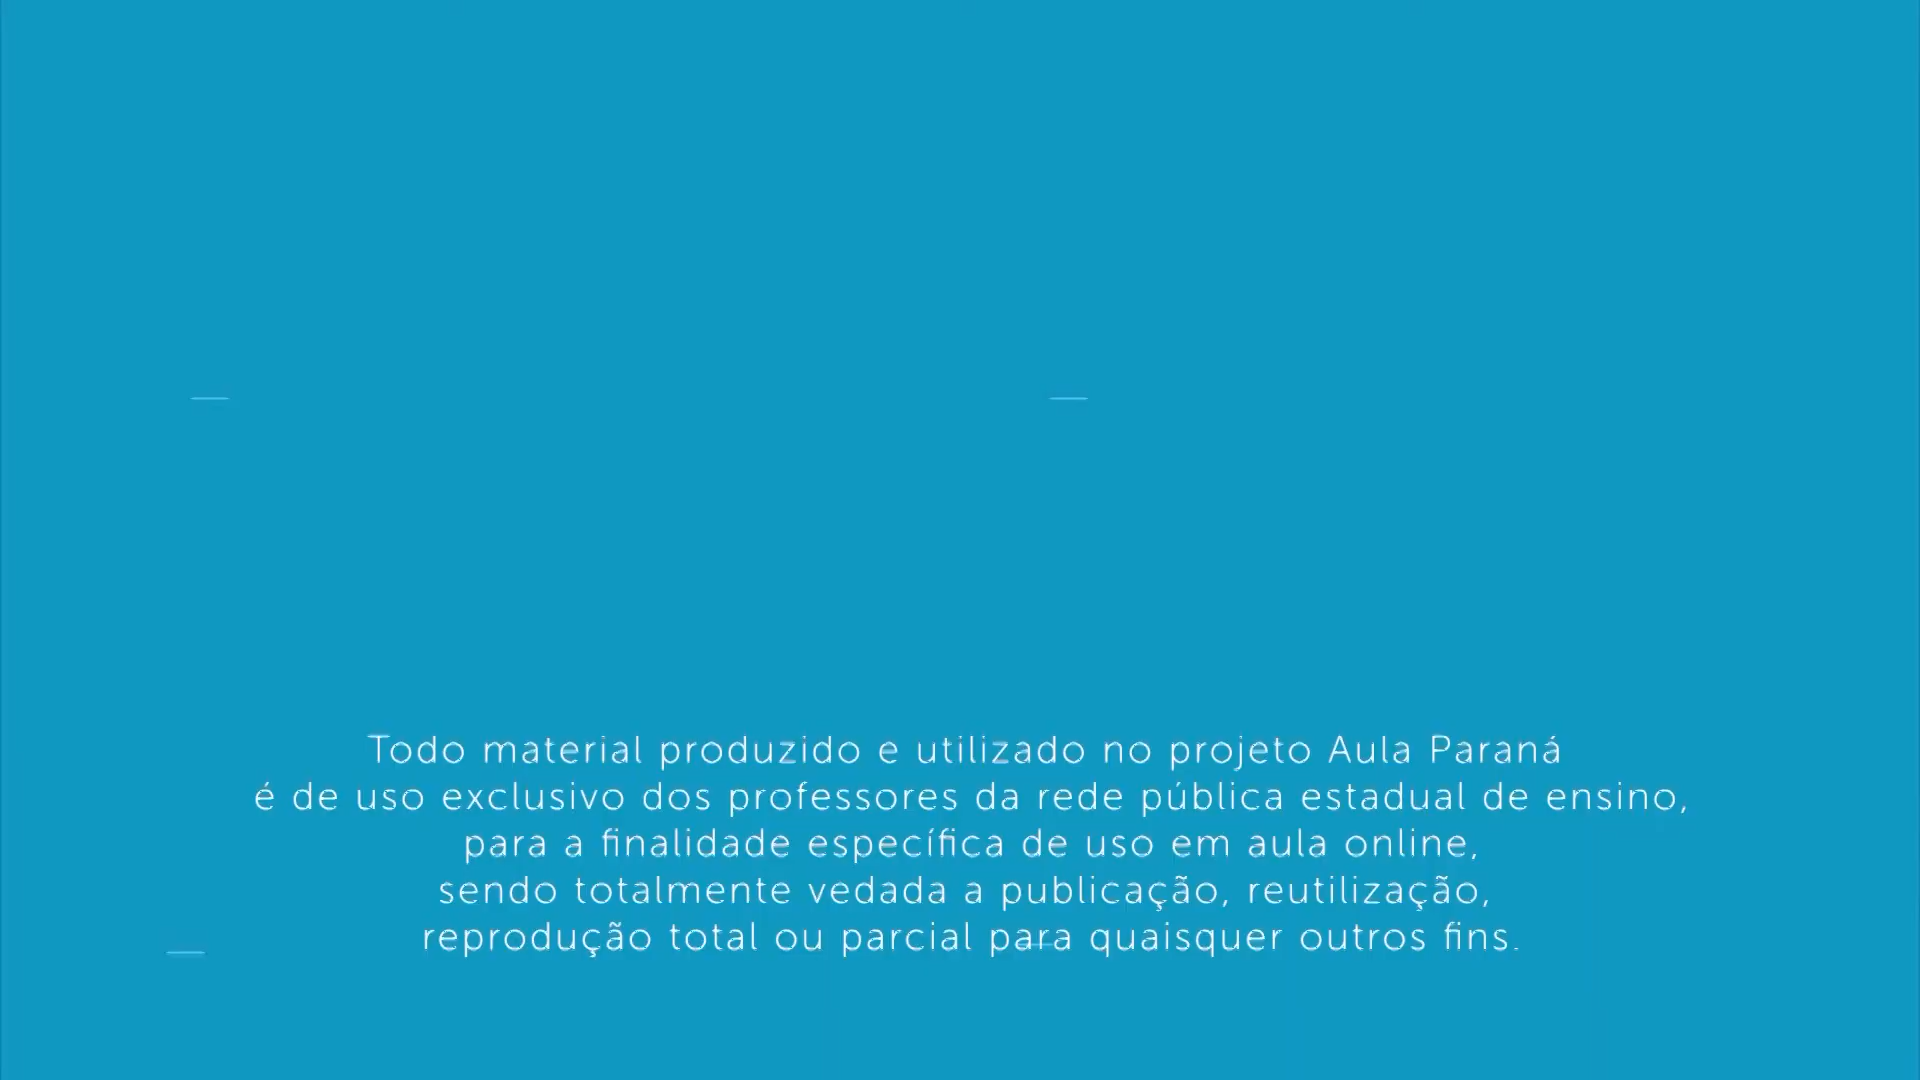 Todo material produzido e utilizado no projeto Aula Paraná
é de uso exclusivo dos professores da rede pública estadual de ensino,
para a finalidade específica de uso em aula online,
sendo totalmente vedada a publicação, reutilização,
reprodução total ou parcial para quaisquer outros fins.